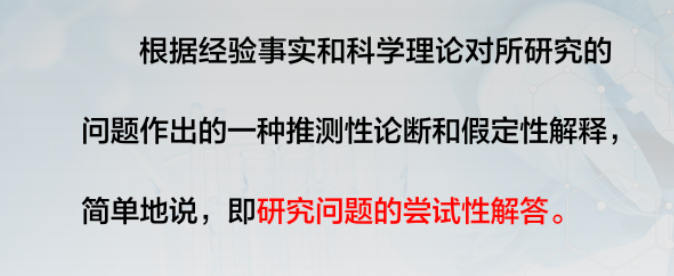 根据经验事实和科学理论对所研究的
问题作出的一种推测性论断和假定性解释，
简单地说，即研究问题的尝试性解答。